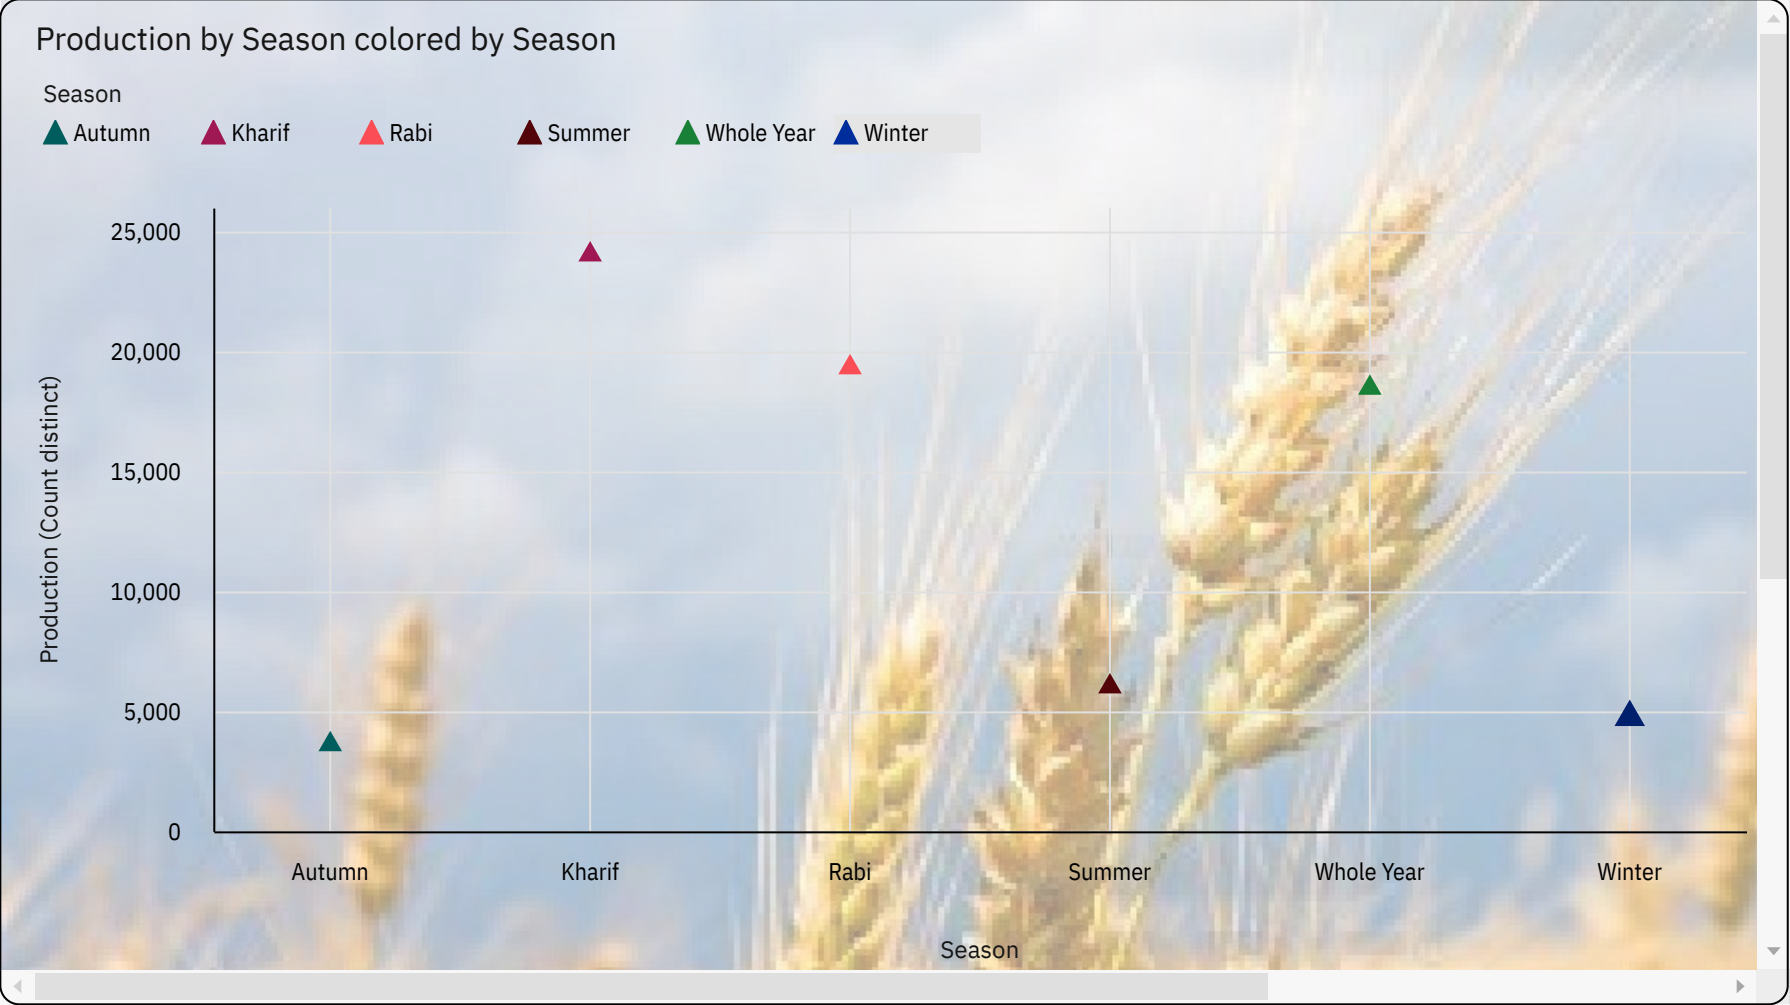 Production by Season colored by Season
Season
Autumn Kharif Rabi Summer Whole Year Winter
25,000
20,000
15,000
10,000
5,000
0
Production (Count distinct)
Autumn Kharif Rabi Summer Whole Year Winter
Season